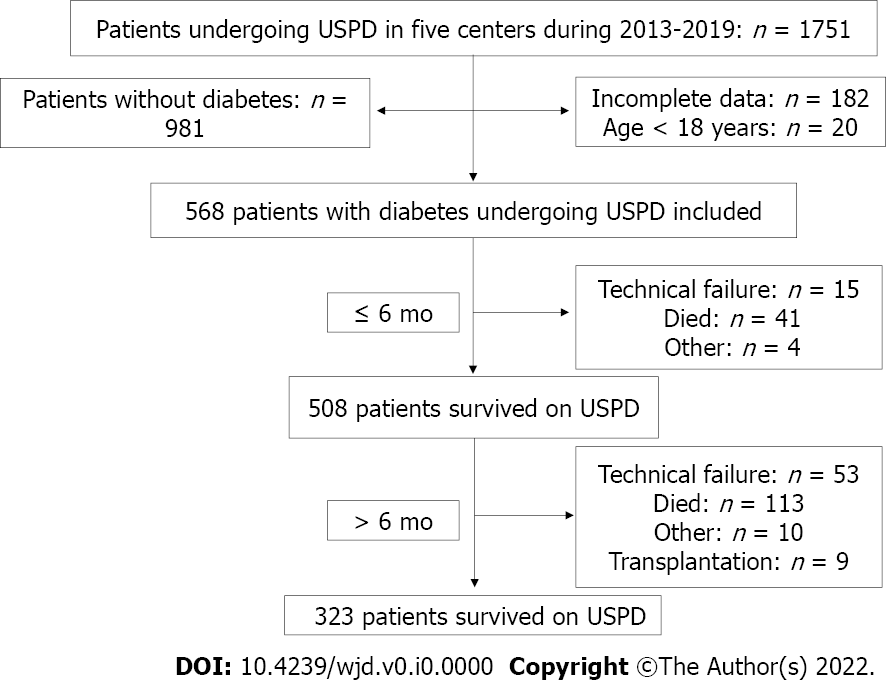 Patients undergoing USPD in five centers during 2013-2019: n = 1751
Patients without diabetes: n =
981
Incomplete data: n = 182
Age < 18 years: n = 20
568 patients with diabetes undergoing USPD included
≤ 6 mo
Technical failure: n = 15
Died: n = 41
Other: n = 4
508 patients survived on USPD
> 6 mo
Technical failure: n = 53
Died: n = 113
Other: n = 10
Transplantation: n = 9
323 patients survived on USPD
DOI: 10.4239/wjd.v0.i0.0000 Copyright ©The Author(s) 2022.